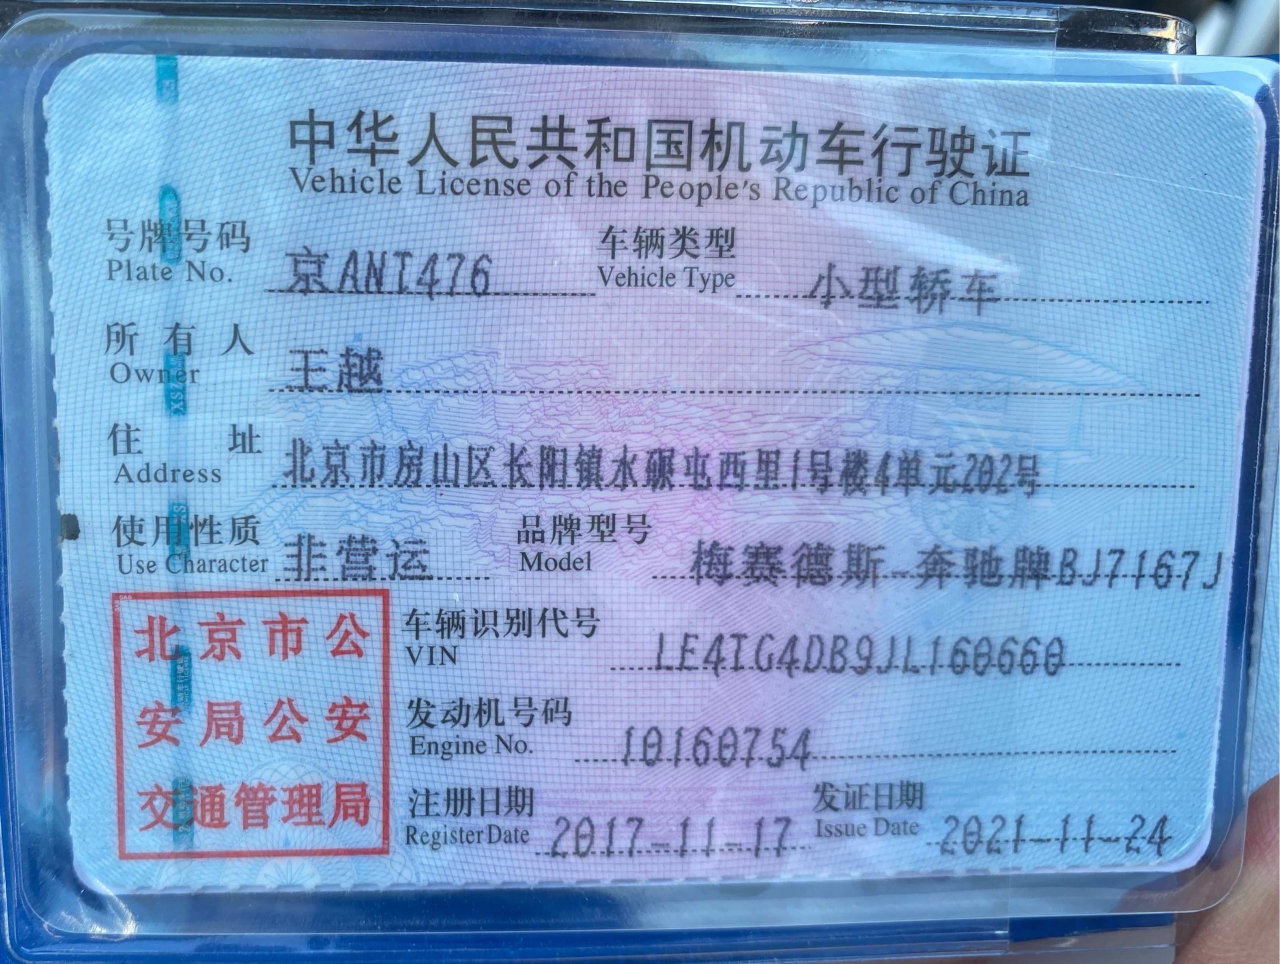 中华人民共和国机动车行驶证
Vehicle License of the People's Republic of China
号牌号码 京ANT476 车辆类型 小型轿车
Plate No. Vehicle Type
所有人 王越
Owner
住址 北京市房山区长阳镇水碾屯西里1号楼4单元202号
Address
使用性质 非营运 品牌型号 梅赛德斯-奔驰牌BJ7167J
Use Character Model
北京市公
安局公安
交通管理局
车辆识别代号 LE4TG4DB9JL160660
VIN
发动机号码 10160754
Engine No.
注册日期 2017-11-17 发证日期 2021-11-24
Register Date Issue Date